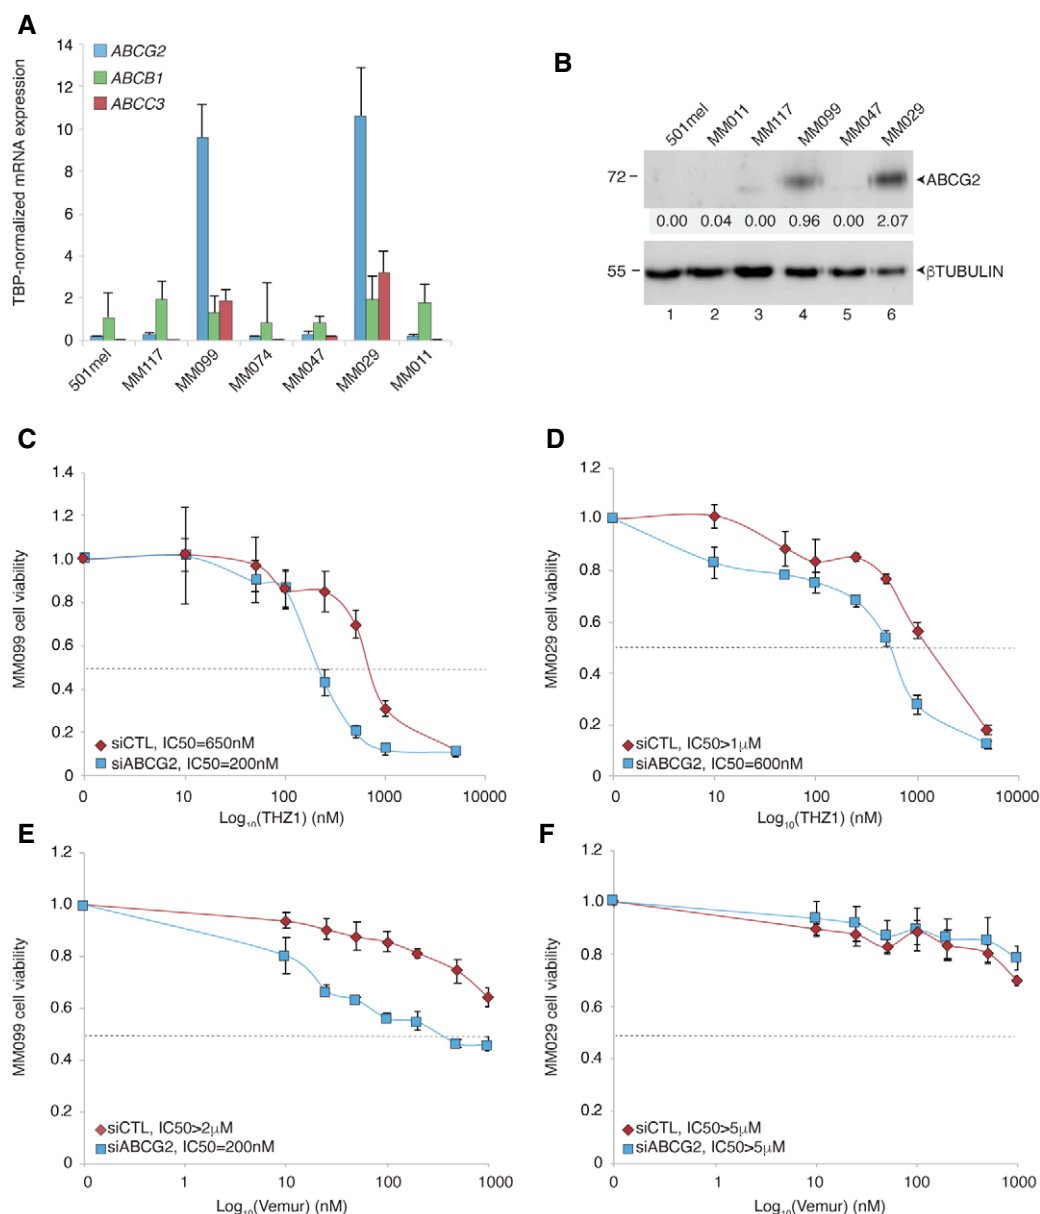 A
TBP-normalized mRNA expression
14
12
10
8
6
4
2
0
ABCG2
ABCB1
ABCC3
501mel
MM117
MM099
MM074
MM047
MM029
MM011
B
501mel
MM011
MM117
MM099
MM047
MM029
72
ABCG2
0.00 0.04 0.00 0.96 0.00 2.07
55
βTUBULIN
1 2 3 4 5 6
C
MM099 cell viability
1.4
1.2
1.0
0.8
0.6
0.4
0.2
0
siCTL, IC50=650nM
siABCG2, IC50=200nM
0 10 100 1000 10000
Log10(THZ1) (nM)
D
MM029 cell viability
1.2
1.0
0.8
0.6
0.4
0.2
0
siCTL, IC50>1μM
siABCG2, IC50=600nM
0 10 100 1000 10000
Log10(THZ1) (nM)
E
MM099 cell viability
1.2
1.0
0.8
0.6
0.4
0.2
0
siCTL, IC50>2μM
siABCG2, IC50=200nM
0 1 10 100 1000
Log10(Vemur) (nM)
F
MM029 cell viability
1.2
1.0
0.8
0.6
0.4
0.2
0
siCTL, IC50>5μM
siABCG2, IC50>5μM
0 1 10 100 1000
Log10(Vemur) (nM)